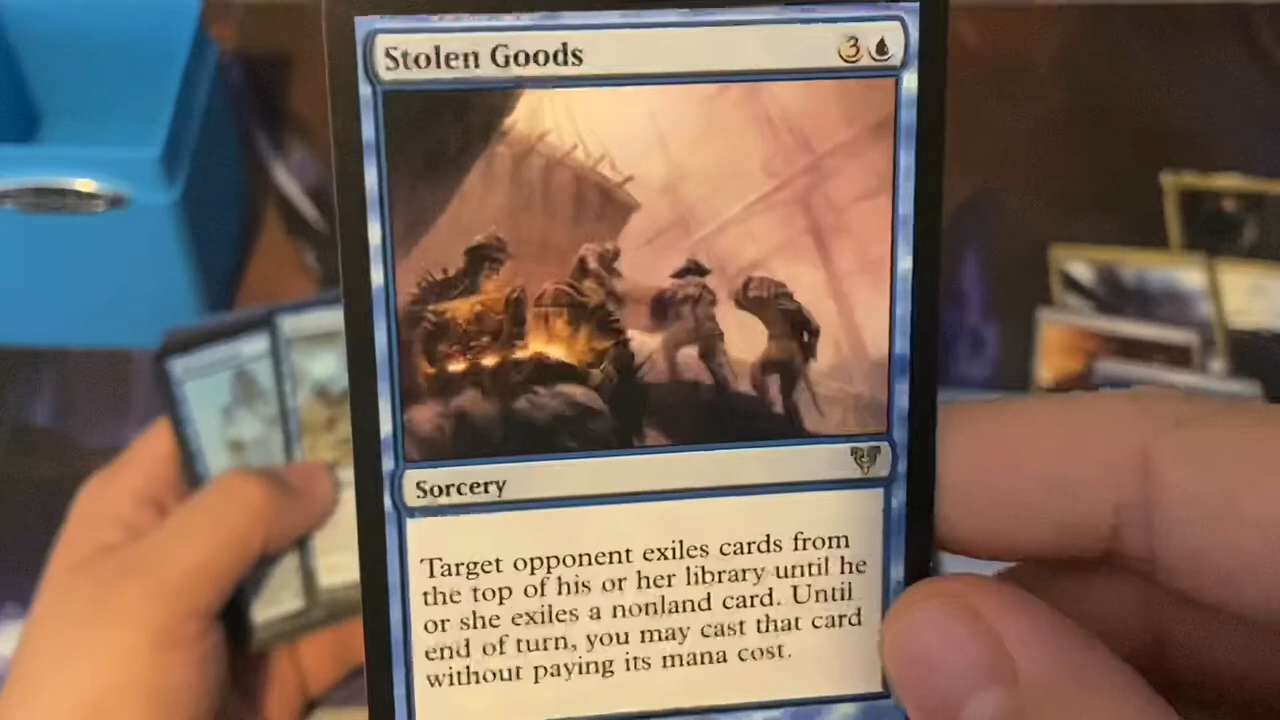 Stolen Goods 3
Sorcery
Target opponent exiles cards from
the top of his or her library until he
or she exiles a nonland card. Until
end of turn, you may cast that card
without paying its mana cost.